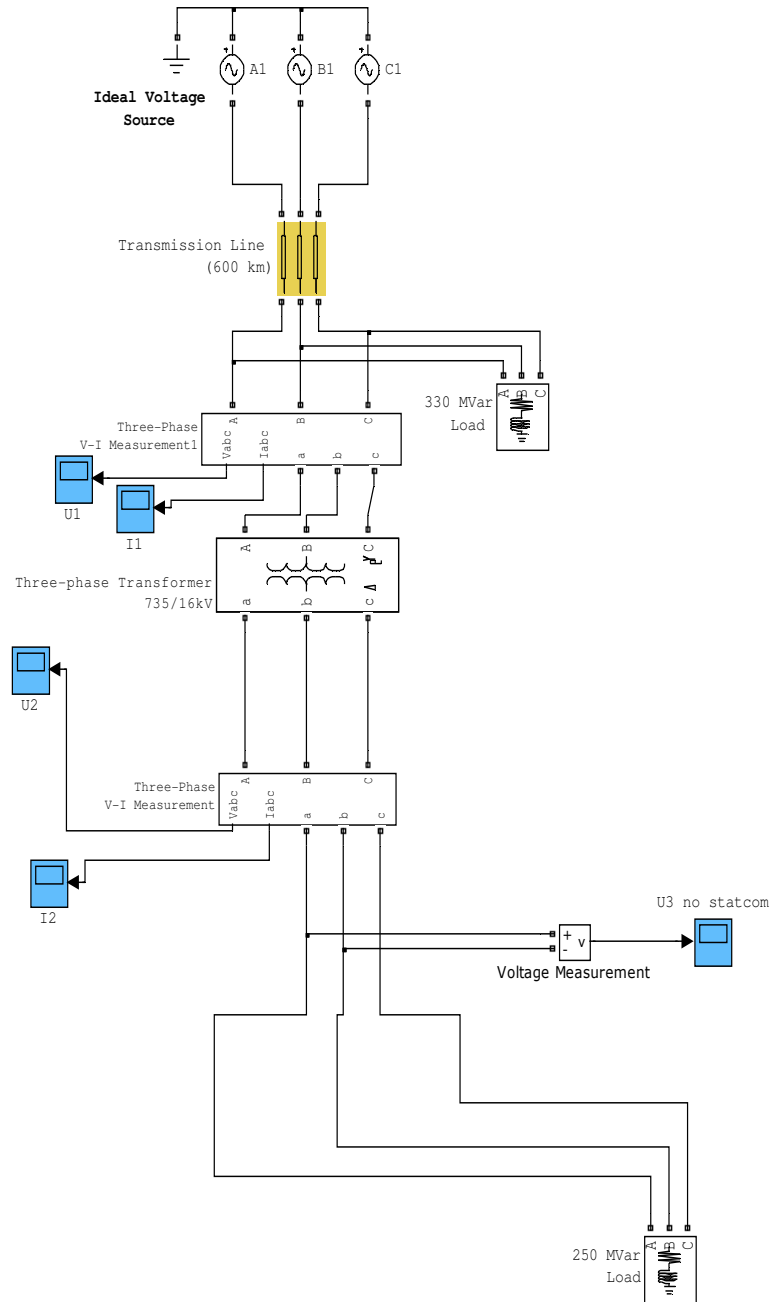 A1
B1
C1
Ideal Voltage
Source
Transmission Line
(600 km)
A
B
C
330 MVar
Load
Three-Phase
V-I Measurement1
A
B
C
Vabc
Iabc
a
b
c
U1
I1
A
B
C
Three-phase Transformer
735/16kV
a
b
c
U2
Three-Phase
V-I Measurement
A
B
C
Vabc
Iabc
a
b
c
I2
U3 no statcom
+
-
v
Voltage Measurement
A
B
C
250 MVar
Load